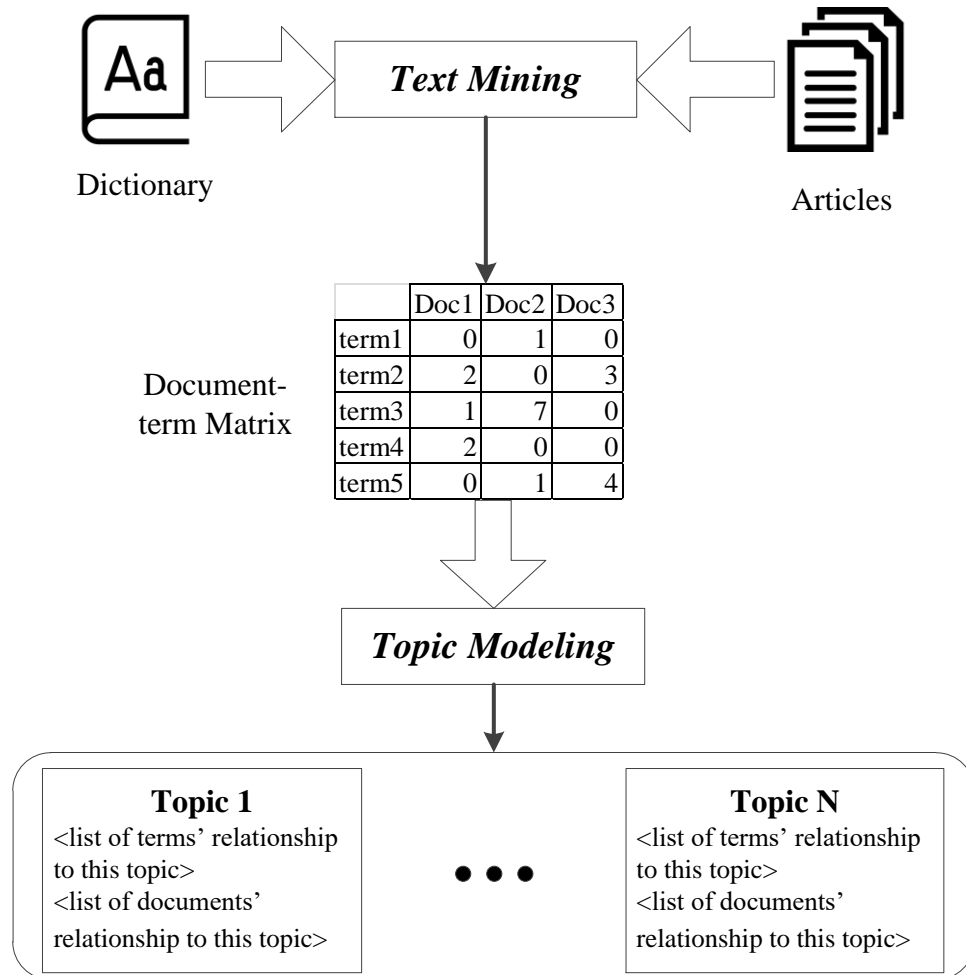 Aa
Text Mining
Dictionary
Articles
Doc1 Doc2 Doc3
term1 0 1 0
term2 2 0 3
term3 1 7 0
term4 2 0 0
term5 0 1 4
Document-
term Matrix
Topic Modeling
Topic 1
<list of terms’ relationship
to this topic>
<list of documents’
relationship to this topic>
Topic N
<list of terms’ relationship
to this topic>
<list of documents’
relationship to this topic>